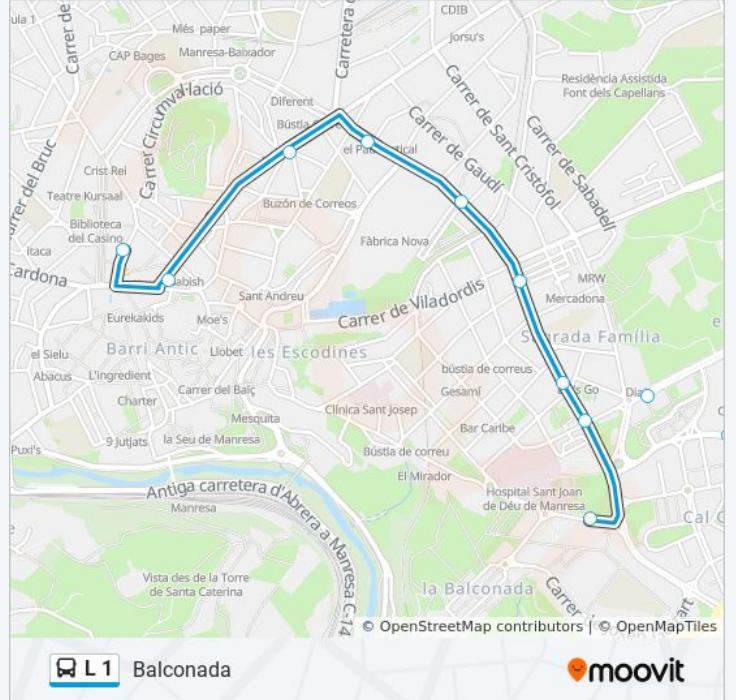 CDIB
Més paper
Jorsu's
Manresa-Baixador
CAP Bages
Carrer de
Carretera d
Residència Assistida
Font dels Capellans
Carrer Circumval·lació
Diferent
Carrer de Sant Cristòfol
Carrer de Sabadell
Carrer de Gaudí
Crist Rei
Teatre Kursaal
Buzón de Correos
Biblioteca
del Casino
Fàbrica Nova
itaca
Cardona
MRW
Sant Andreu
Mercadona
Eurekakids
Moe's
Carrer de Viladordis
Barri Antic
Llobet
les Escodines
el Sielu
Abacus
L'ingredient
bústia de correus
Gesamí
Charter
Carrer del Balç
Clínica Sant Josep
Mesquita
Bar Caribe
9 Jutjats
la Seu de Manresa
Puxi's
Bústia de correu
El Mirador
Antiga carretera d'Abrera a Manresa C-14
Manresa
Hospital Sant Joan
de Déu de Manresa
Vista des de la Torre
de Santa Caterina
la Balconada
Carrer
© OpenStreetMap contributors | © OpenMapTiles
L 1 Balconada
moovit